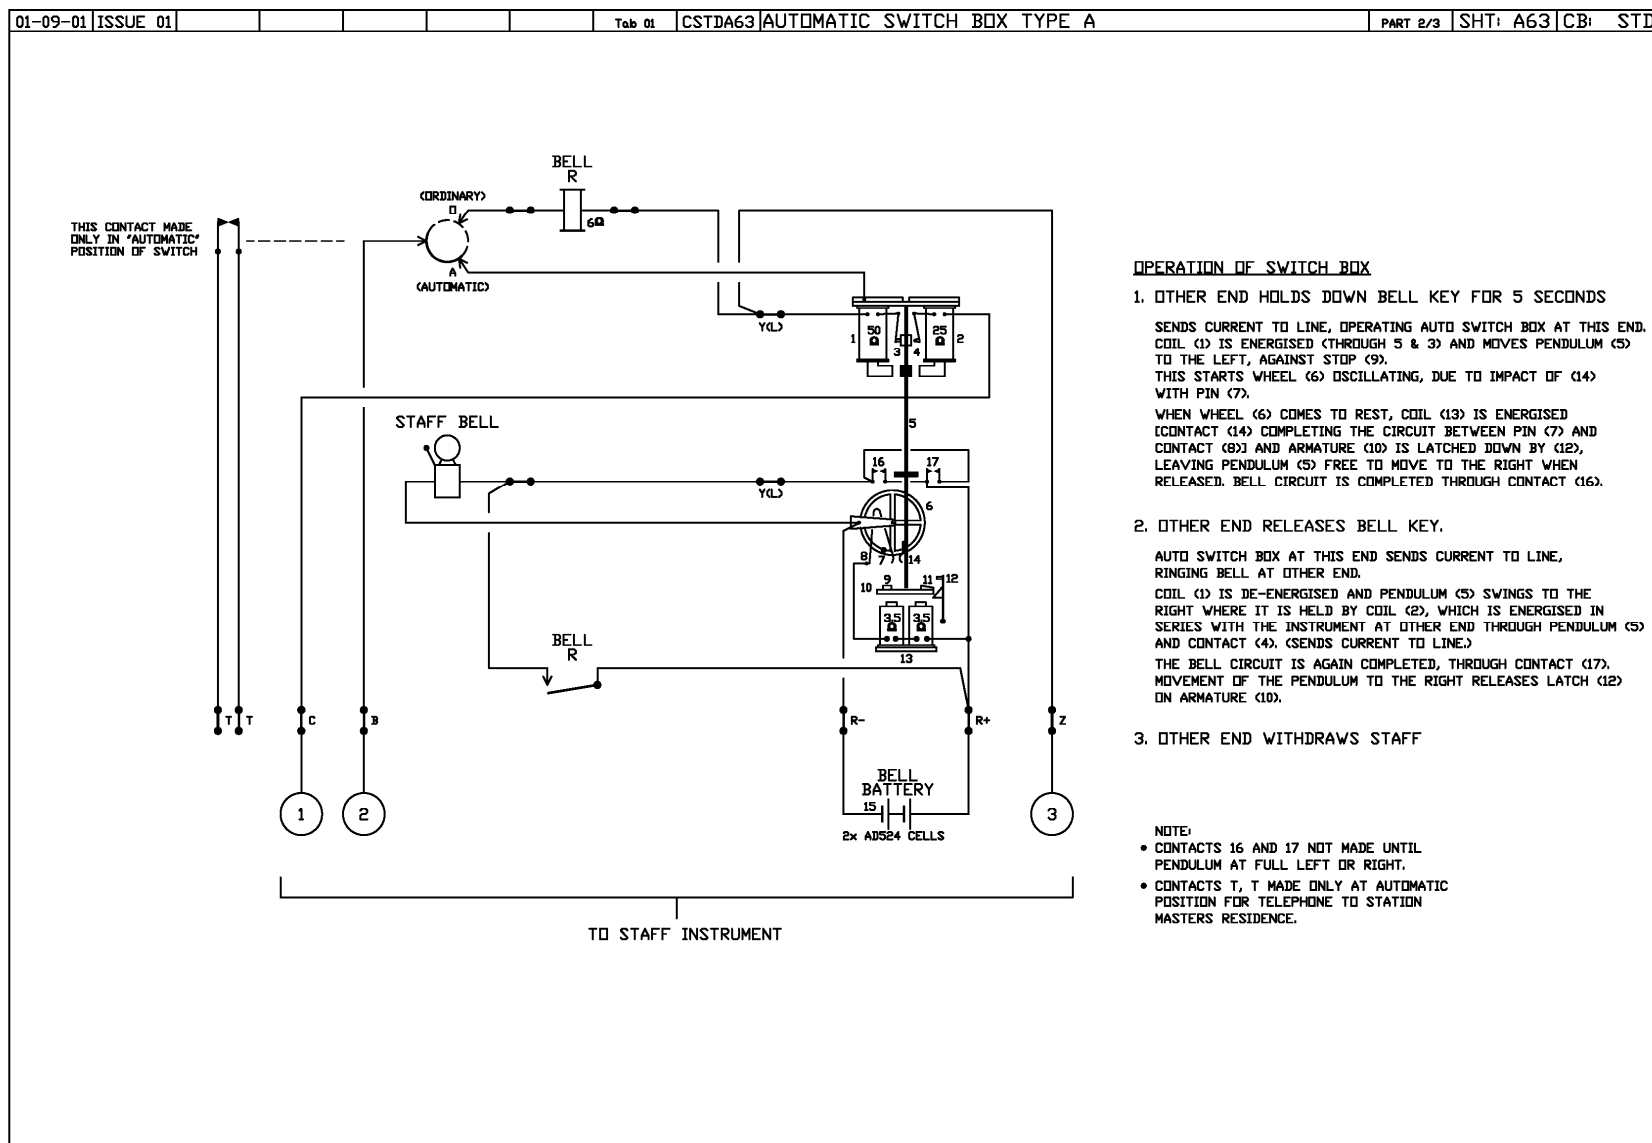 01-09-01 ISSUE 01 Tab 01 CSTDA63 AUTOMATIC SWITCH BOX TYPE A PART 2/3 SHT: A63 CB: STD
BELL
R
6Ω
(ORDINARY)
O
A
(AUTOMATIC)
THIS CONTACT MADE
ONLY IN "AUTOMATIC"
POSITION OF SWITCH
Y(L)
1 50 Ω 3 4 25 Ω 2
5
STAFF BELL
Y(L)
16 17
6
8 7 14
10 9 11 12
3.5 Ω 3.5 Ω
13
BELL
R
T T C B R- R+ Z
BELL
BATTERY
15
2x AD524 CELLS
1 2 3
TO STAFF INSTRUMENT
OPERATION OF SWITCH BOX
1. OTHER END HOLDS DOWN BELL KEY FOR 5 SECONDS
SENDS CURRENT TO LINE, OPERATING AUTO SWITCH BOX AT THIS END.
COIL (1) IS ENERGISED (THROUGH 5 & 3) AND MOVES PENDULUM (5)
TO THE LEFT, AGAINST STOP (9).
THIS STARTS WHEEL (6) OSCILLATING, DUE TO IMPACT OF (14)
WITH PIN (7).
WHEN WHEEL (6) COMES TO REST, COIL (13) IS ENERGISED
[CONTACT (14) COMPLETING THE CIRCUIT BETWEEN PIN (7) AND
CONTACT (8)] AND ARMATURE (10) IS LATCHED DOWN BY (12),
LEAVING PENDULUM (5) FREE TO MOVE TO THE RIGHT WHEN
RELEASED. BELL CIRCUIT IS COMPLETED THROUGH CONTACT (16).
2. OTHER END RELEASES BELL KEY.
AUTO SWITCH BOX AT THIS END SENDS CURRENT TO LINE,
RINGING BELL AT OTHER END.
COIL (1) IS DE-ENERGISED AND PENDULUM (5) SWINGS TO THE
RIGHT WHERE IT IS HELD BY COIL (2), WHICH IS ENERGISED IN
SERIES WITH THE INSTRUMENT AT OTHER END THROUGH PENDULUM (5)
AND CONTACT (4). (SENDS CURRENT TO LINE.)
THE BELL CIRCUIT IS AGAIN COMPLETED, THROUGH CONTACT (17).
MOVEMENT OF THE PENDULUM TO THE RIGHT RELEASES LATCH (12)
ON ARMATURE (10).
3. OTHER END WITHDRAWS STAFF
NOTE:
• CONTACTS 16 AND 17 NOT MADE UNTIL
PENDULUM AT FULL LEFT OR RIGHT.
• CONTACTS T, T MADE ONLY AT AUTOMATIC
POSITION FOR TELEPHONE TO STATION
MASTERS RESIDENCE.